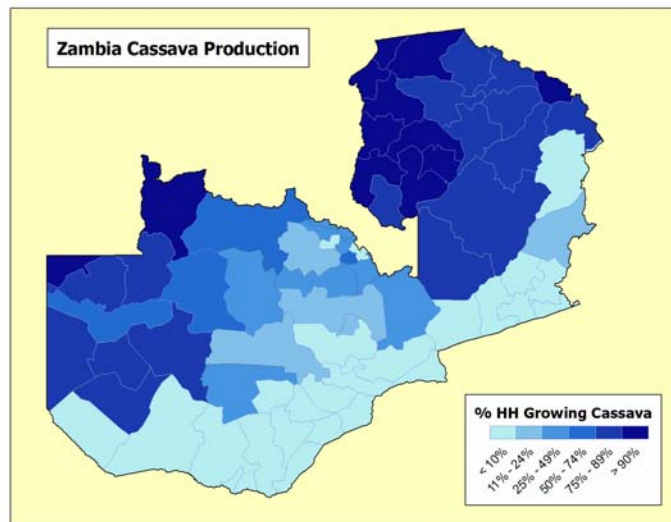 Zambia Cassava Production
% HH Growing Cassava
< 10%
11% - 24%
25% - 49%
50% - 74%
75% - 89%
> 90%